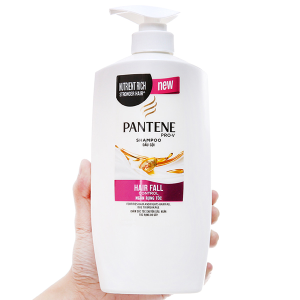 NUTRIENT RICH
STRONGER HAIR*
new
PANTENE
PRO-V
SHAMPOO
DẦU GỘI
HAIR FALL
CONTROL
NGĂN RỤNG TÓC